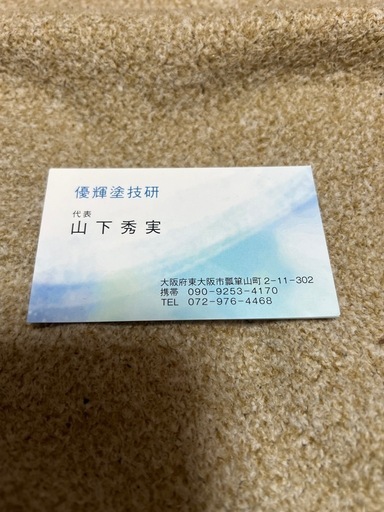 優輝塗技研
代表
山下秀実
大阪府東大阪市瓢箪山町2-11-302
携帯 090-9253-4170
TEL 072-976-4468